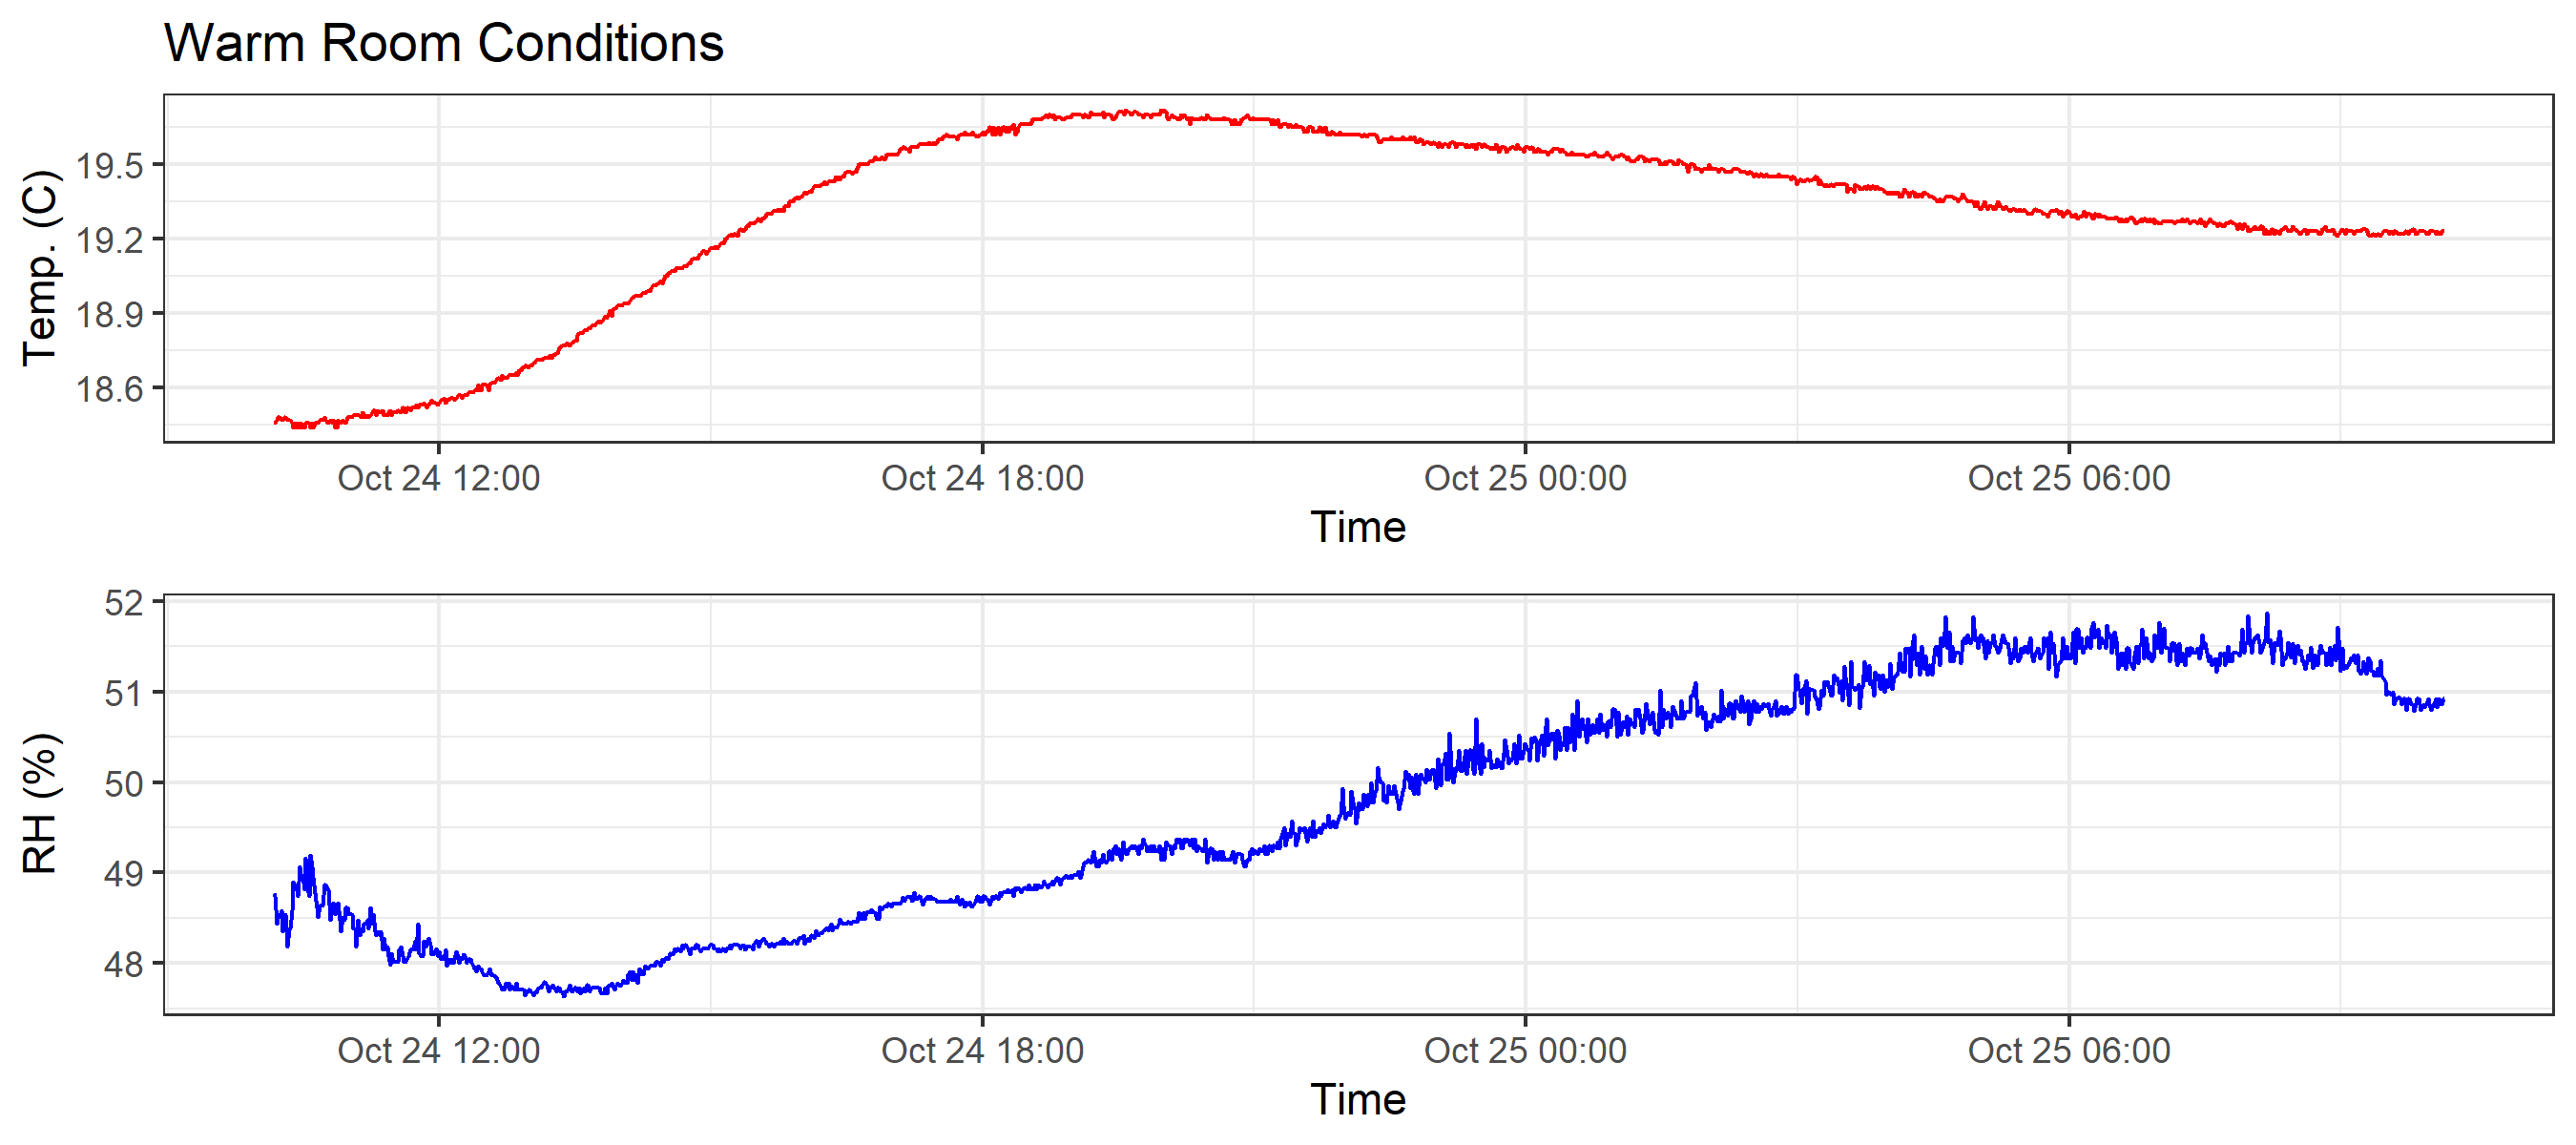 Warm Room Conditions
Temp. (C)
19.5
19.2
18.9
18.6
Oct 24 12:00 Oct 24 18:00 Oct 25 00:00 Oct 25 06:00
Time
RH (%)
52
51
50
49
48
Oct 24 12:00 Oct 24 18:00 Oct 25 00:00 Oct 25 06:00
Time